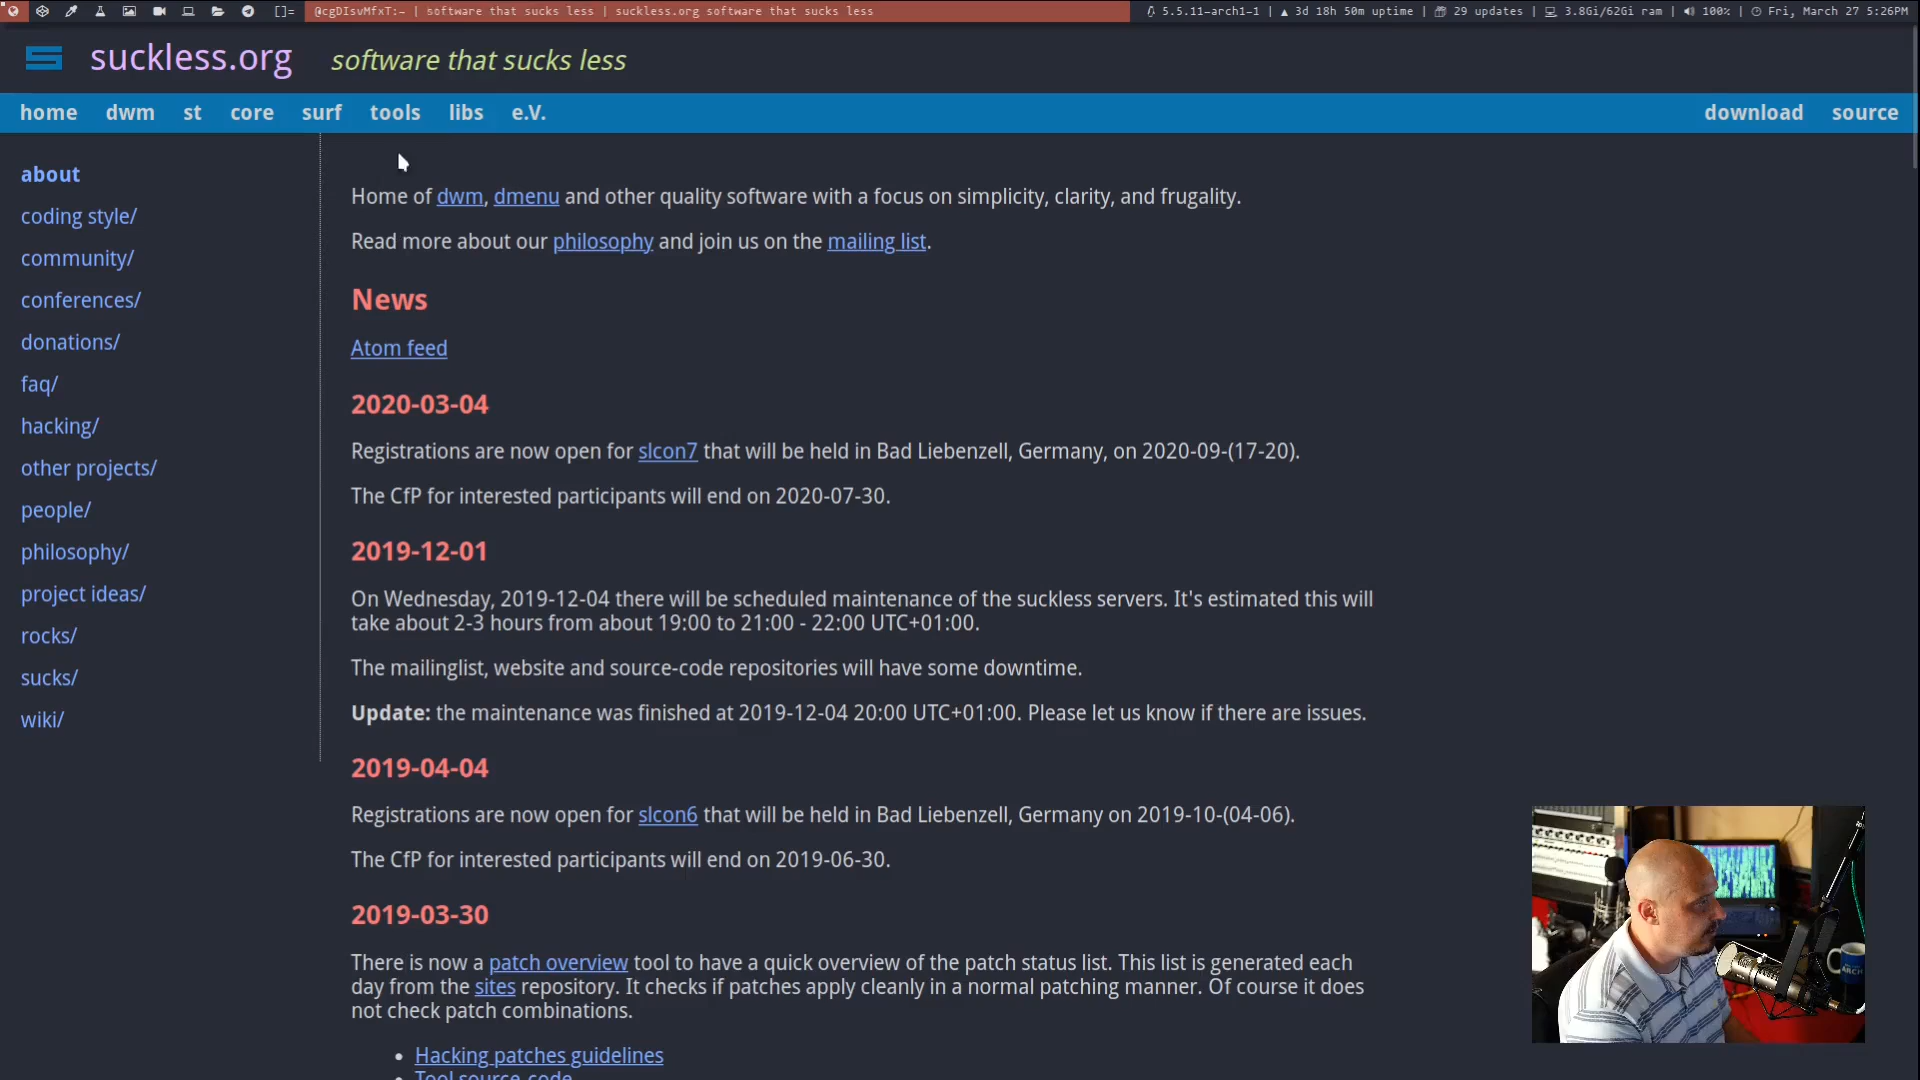 []= @cgDIsvMfxT:~ | software that sucks less | suckless.org software that sucks less 5.5.11-arch1-1 | ▲ 3d 18h 50m uptime | 29 updates | 3.8Gi/62Gi ram | 100% | Fri, March 27 5:26PM
suckless.org software that sucks less
home dwm st core surf tools libs e.V. download source
about
coding style/
community/
conferences/
donations/
faq/
hacking/
other projects/
people/
philosophy/
project ideas/
rocks/
sucks/
wiki/
Home of dwm, dmenu and other quality software with a focus on simplicity, clarity, and frugality.
Read more about our philosophy and join us on the mailing list.
News
Atom feed
2020-03-04
Registrations are now open for slcon7 that will be held in Bad Liebenzell, Germany, on 2020-09-(17-20).
The CfP for interested participants will end on 2020-07-30.
2019-12-01
On Wednesday, 2019-12-04 there will be scheduled maintenance of the suckless servers. It's estimated this will
take about 2-3 hours from about 19:00 to 21:00 - 22:00 UTC+01:00.
The mailinglist, website and source-code repositories will have some downtime.
Update: the maintenance was finished at 2019-12-04 20:00 UTC+01:00. Please let us know if there are issues.
2019-04-04
Registrations are now open for slcon6 that will be held in Bad Liebenzell, Germany on 2019-10-(04-06).
The CfP for interested participants will end on 2019-06-30.
2019-03-30
There is now a patch overview tool to have a quick overview of the patch status list. This list is generated each
day from the sites repository. It checks if patches apply cleanly in a normal patching manner. Of course it does
not check patch combinations.
• Hacking patches guidelines
• Tool source-code
ARCH